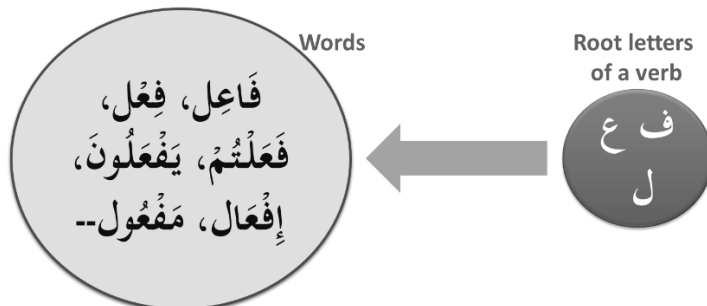 Words
فَاعِل، فِعْل،
فَعَلْتُمْ، يَفْعَلُونَ،
إِفْعَال، مَفْعُول--
Root letters
of a verb
ف ع
ل